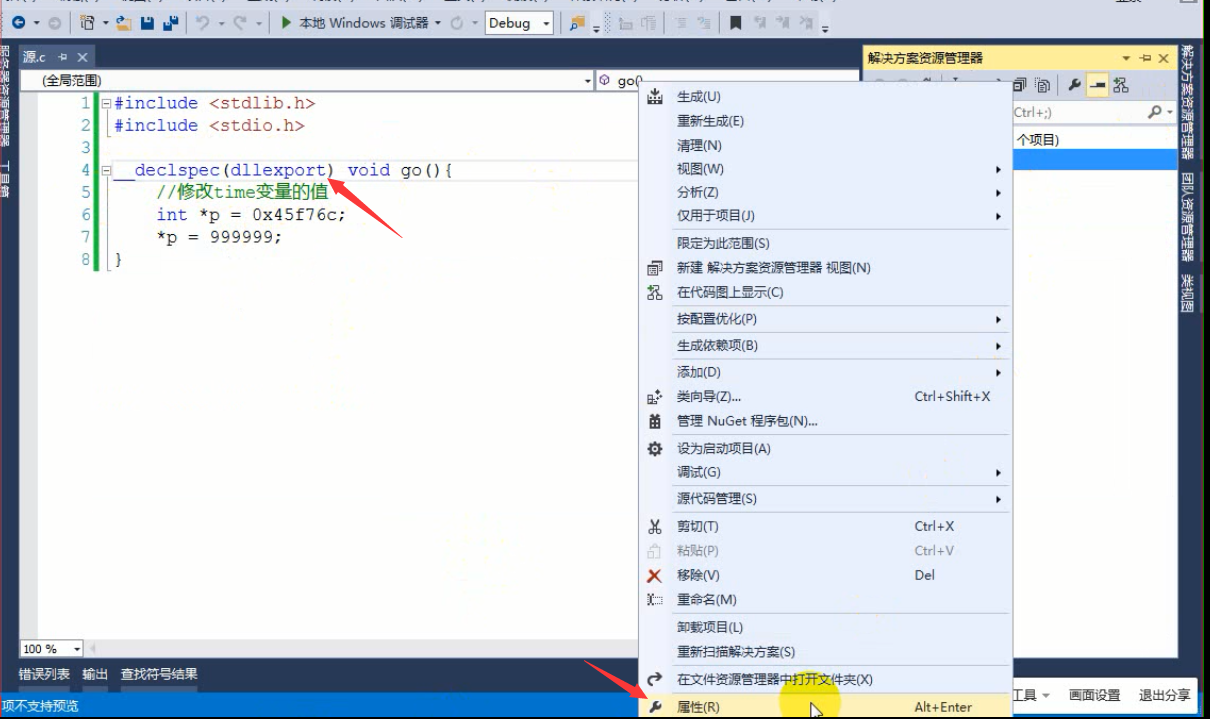 本地 Windows 调试器
Debug
源.c
(全局范围)
go()
1 #include <stdlib.h>
2 #include <stdio.h>
3
4 __declspec(dllexport) void go(){
5 //修改time变量的值
6 int *p = 0x45f76c;
7 *p = 999999;
8 }
生成(U)
重新生成(E)
清理(N)
视图(W)
分析(Z)
仅用于项目(J)
限定为此范围(S)
新建 解决方案资源管理器 视图(N)
在代码图上显示(C)
按配置优化(P)
生成依赖项(B)
添加(D)
类向导(Z)... Ctrl+Shift+X
管理 NuGet 程序包(N)...
设为启动项目(A)
调试(G)
源代码管理(S)
剪切(T) Ctrl+X
粘贴(P) Ctrl+V
移除(V) Del
重命名(M)
卸载项目(L)
重新扫描解决方案(S)
在文件资源管理器中打开文件夹(X)
属性(R) Alt+Enter
解决方案资源管理器
Ctrl+;)
个项目)
解决方案资源管理器
团队资源管理器
类视图
100 %
错误列表 输出 查找符号结果
项不支持预览
工具 画面设置 退出分享